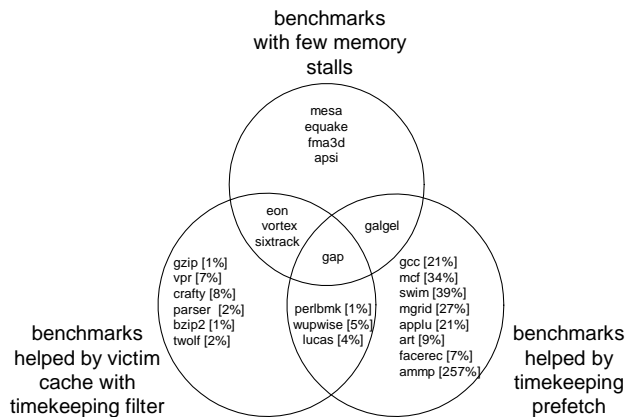 benchmarks
with few memory
stalls
mesa
equake
fma3d
apsi
eon
vortex
sixtrack
galgel
gap
gzip [1%]
vpr [7%]
crafty [8%]
parser [2%]
bzip2 [1%]
twolf [2%]
perlbmk [1%]
wupwise [5%]
lucas [4%]
gcc [21%]
mcf [34%]
swim [39%]
mgrid [27%]
applu [21%]
art [9%]
facerec [7%]
ammp [257%]
benchmarks
helped by victim
cache with
timekeeping filter
benchmarks
helped by
timekeeping
prefetch